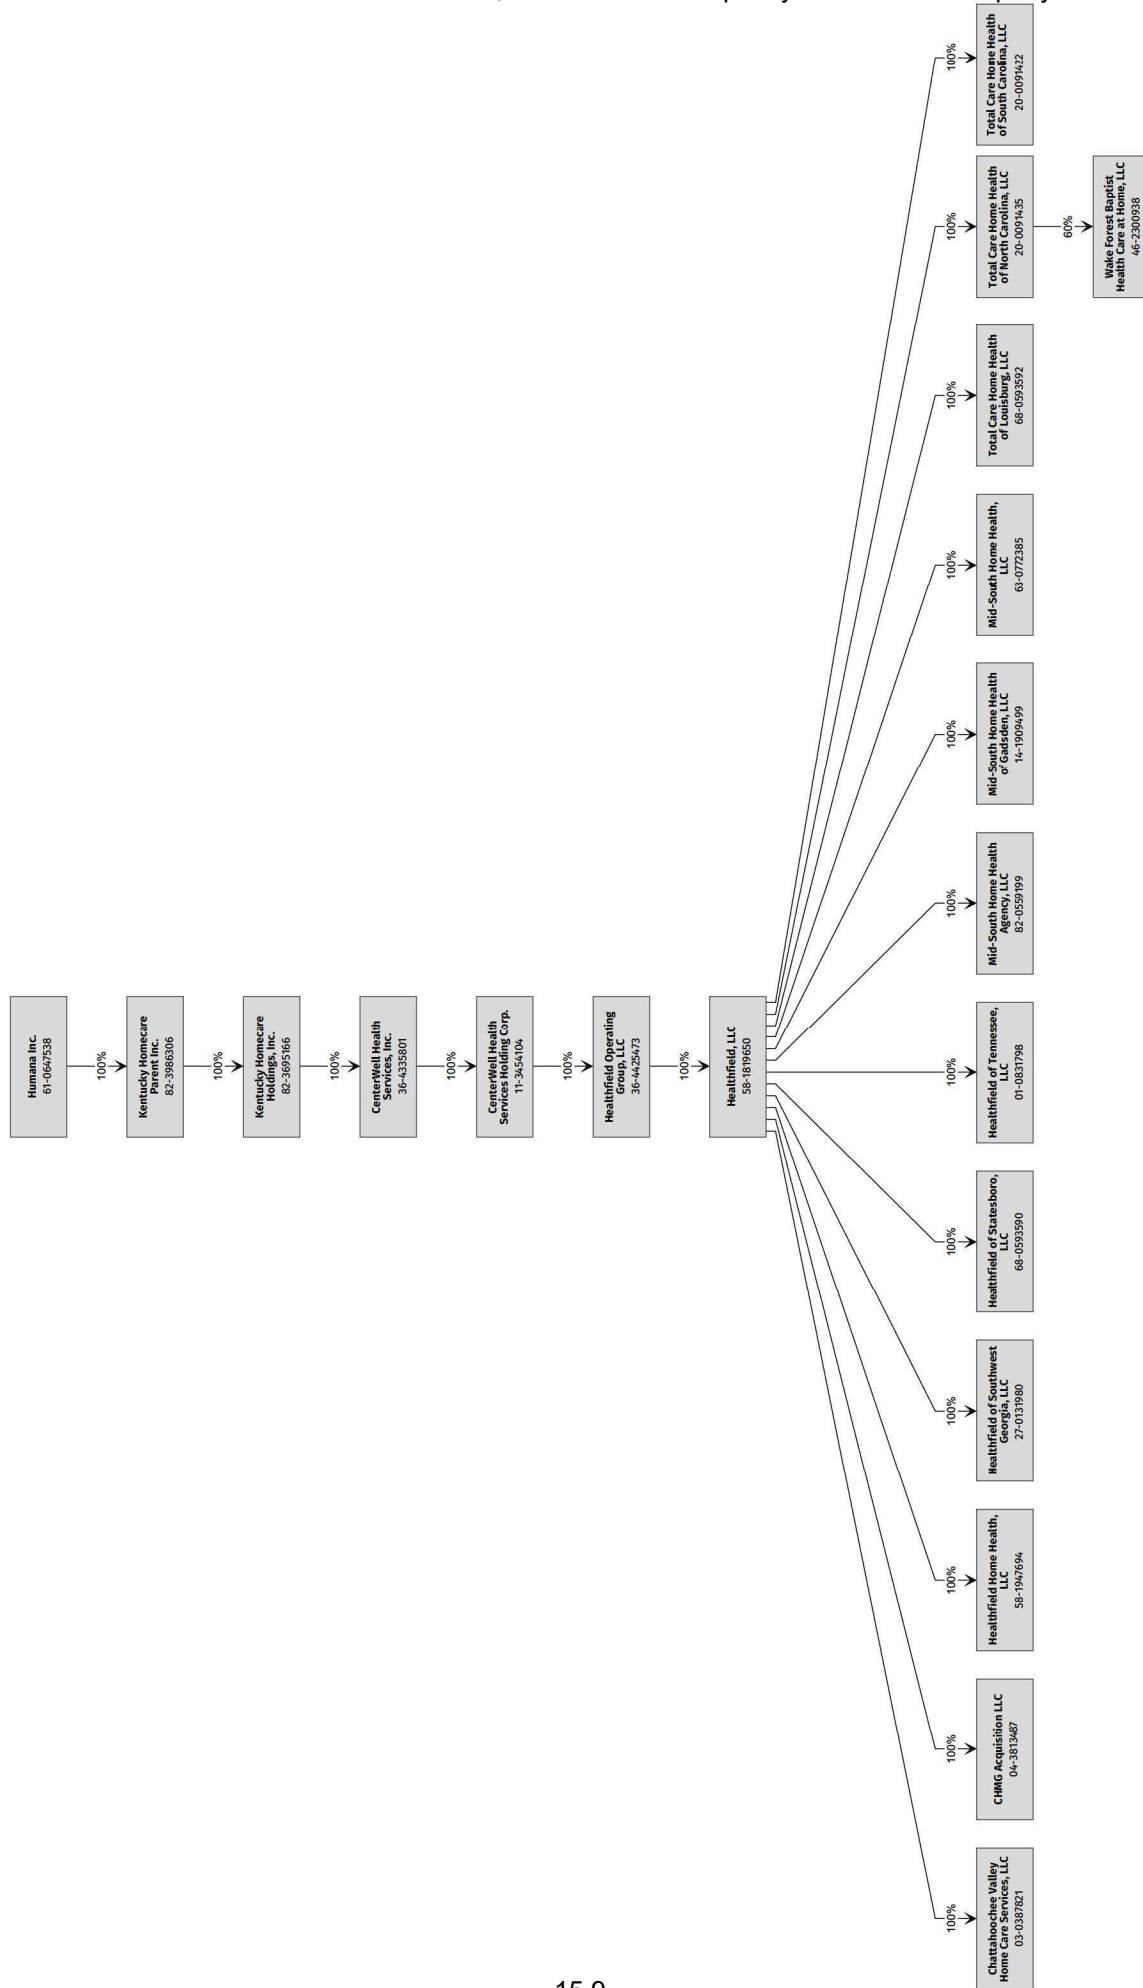 Humana Inc.
61-0647538
100%
Kentucky Homecare
Parent Inc.
82-3986306
100%
Kentucky Homecare
Holdings, Inc.
82-3695166
100%
CenterWell Health
Services, Inc.
36-4335801
100%
CenterWell Health
Services Holding Corp.
11-3454104
100%
Healthfield Operating
Group, LLC
36-4425473
100%
Healthfield, LLC
58-1819650
100%
Chattahoochee Valley
Home Care Services, LLC
03-0387821
100%
CHMG Acquisition LLC
04-3813487
100%
Healthfield Home Health,
LLC
58-1947694
100%
Healthfield of Southwest
Georgia, LLC
27-0131980
100%
Healthfield of Statesboro,
LLC
68-0593590
100%
Healthfield of Tennessee,
LLC
01-0831798
100%
Mid-South Home Health
Agency, LLC
82-0559199
100%
Mid-South Home Health
of Gadsden, LLC
14-1909499
100%
Mid-South Home Health,
LLC
63-0772385
100%
Total Care Home Health
of Louisburg, LLC
68-0593592
100%
Total Care Home Health
of North Carolina, LLC
20-0091435
100%
Total Care Home Health
of South Carolina, LLC
20-0091422
60%
Wake Forest Baptist
Health Care at Home, LLC
46-2300938